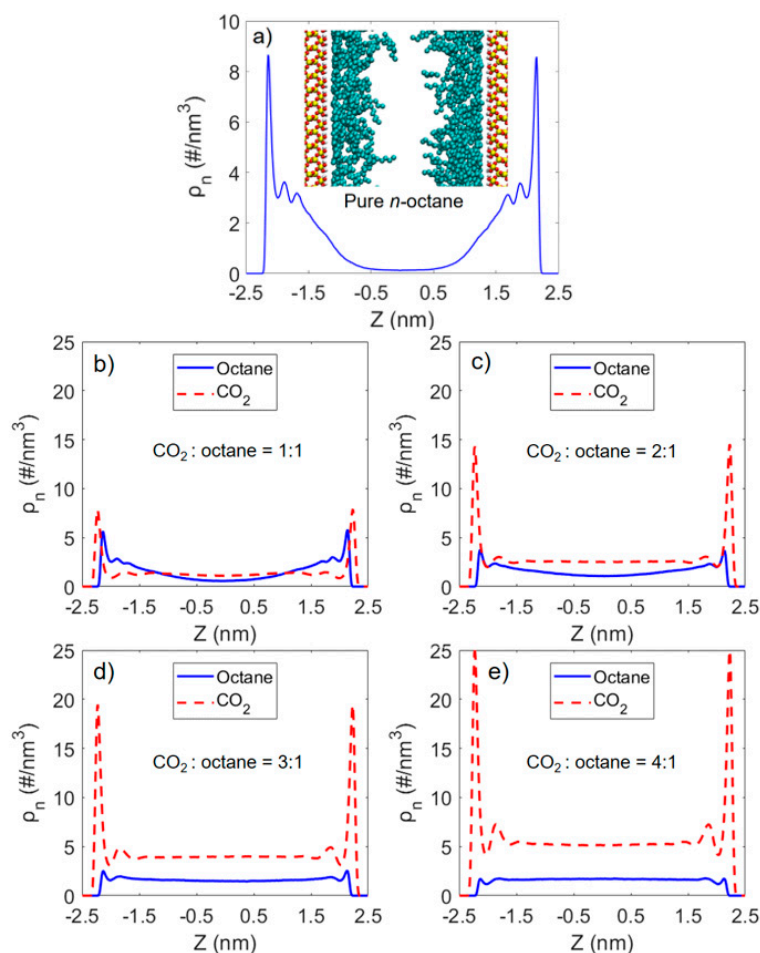 a)
10
8
6
4
2
0
ρn (#/nm³)
Pure n-octane
-2.5 -1.5 -0.5 0.5 1.5 2.5
Z (nm)
b)
25
20
15
10
5
0
ρn (#/nm³)
Octane
CO₂
CO₂ : octane = 1:1
-2.5 -1.5 -0.5 0.5 1.5 2.5
Z (nm)
c)
25
20
15
10
5
0
ρn (#/nm³)
Octane
CO₂
CO₂ : octane = 2:1
-2.5 -1.5 -0.5 0.5 1.5 2.5
Z (nm)
d)
25
20
15
10
5
0
ρn (#/nm³)
Octane
CO₂
CO₂ : octane = 3:1
-2.5 -1.5 -0.5 0.5 1.5 2.5
Z (nm)
e)
25
20
15
10
5
0
ρn (#/nm³)
Octane
CO₂
CO₂ : octane = 4:1
-2.5 -1.5 -0.5 0.5 1.5 2.5
Z (nm)